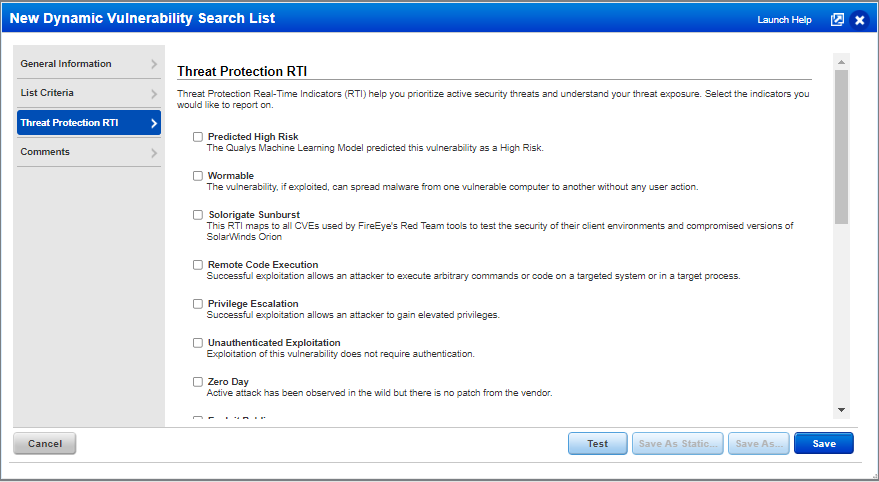 New Dynamic Vulnerability Search List
Launch Help
General Information
List Criteria
Threat Protection RTI
Comments
Threat Protection RTI
Threat Protection Real-Time Indicators (RTI) help you prioritize active security threats and understand your threat exposure. Select the indicators you
would like to report on.
Predicted High Risk
The Qualys Machine Learning Model predicted this vulnerability as a High Risk.
Wormable
The vulnerability, if exploited, can spread malware from one vulnerable computer to another without any user action.
Solorigate Sunburst
This RTI maps to all CVEs used by FireEye's Red Team tools to test the security of their client environments and compromised versions of
SolarWinds Orion
Remote Code Execution
Successful exploitation allows an attacker to execute arbitrary commands or code on a targeted system or in a target process.
Privilege Escalation
Successful exploitation allows an attacker to gain elevated privileges.
Unauthenticated Exploitation
Exploitation of this vulnerability does not require authentication.
Zero Day
Active attack has been observed in the wild but there is no patch from the vendor.
Cancel
Test
Save As Static...
Save As...
Save